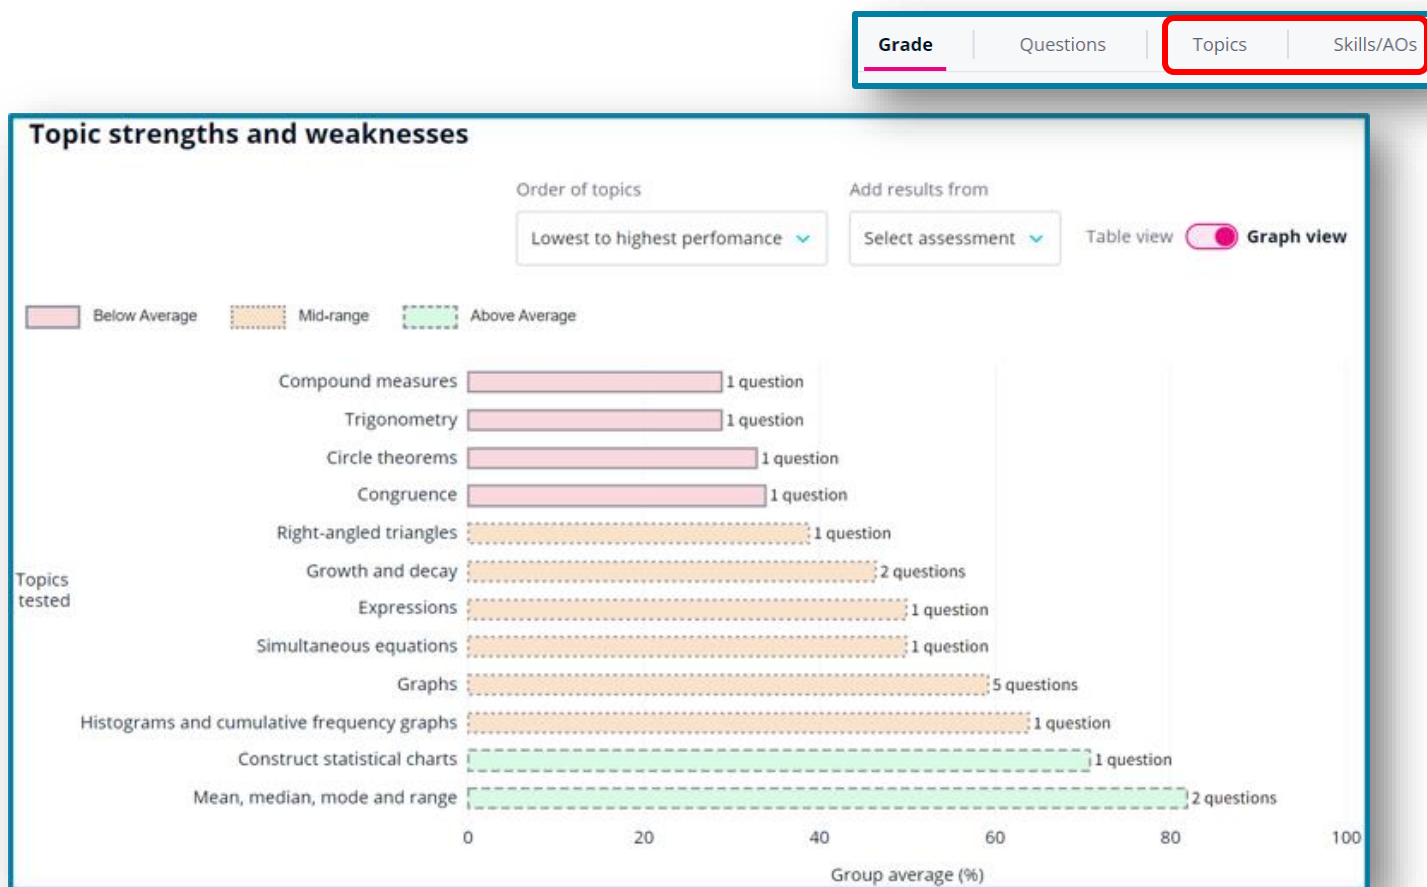 Grade Questions Topics Skills/AOs
Topic strengths and weaknesses
Order of topics Add results from
Lowest to highest perfomance Select assessment Table view Graph view
Below Average Mid-range Above Average
Compound measures 1 question
Trigonometry 1 question
Circle theorems 1 question
Congruence 1 question
Right-angled triangles 1 question
Growth and decay 2 questions
Topics
tested
Expressions 1 question
Simultaneous equations 1 question
Graphs 5 questions
Histograms and cumulative frequency graphs 1 question
Construct statistical charts 1 question
Mean, median, mode and range 2 questions
0 20 40 60 80 100
Group average (%)